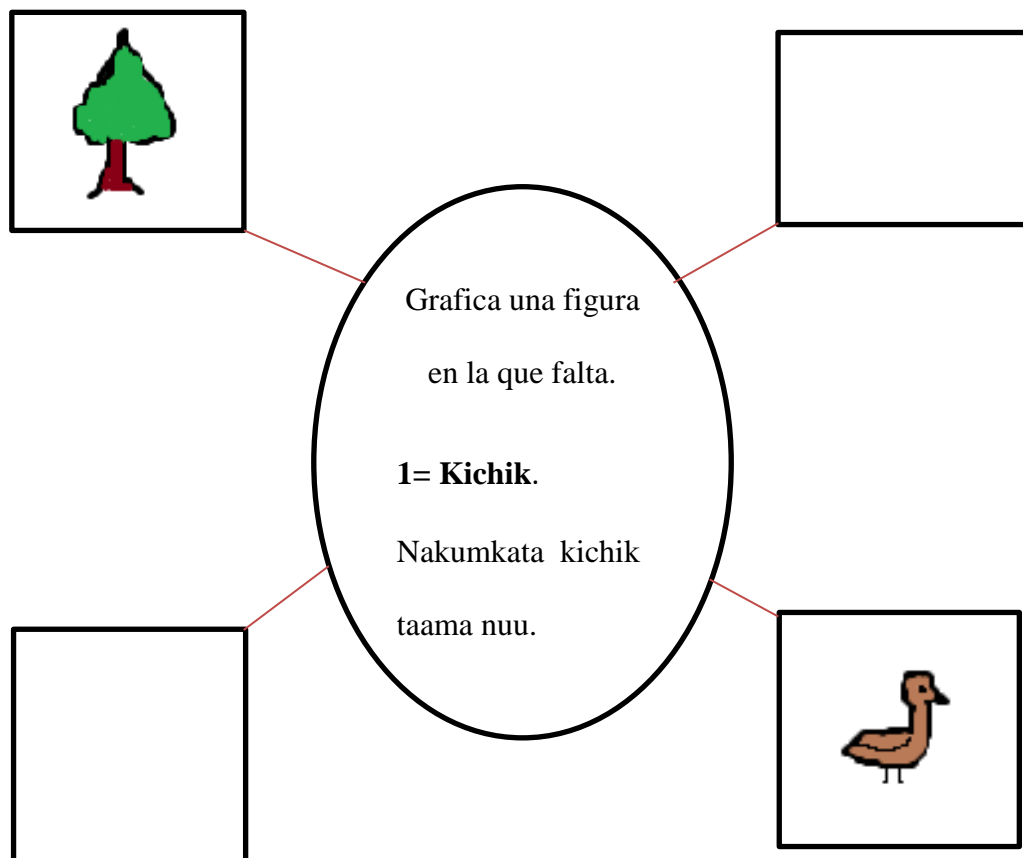 Grafica una figura
en la que falta.
1= Kichik.
Nakumkata kichik
taama nuu.